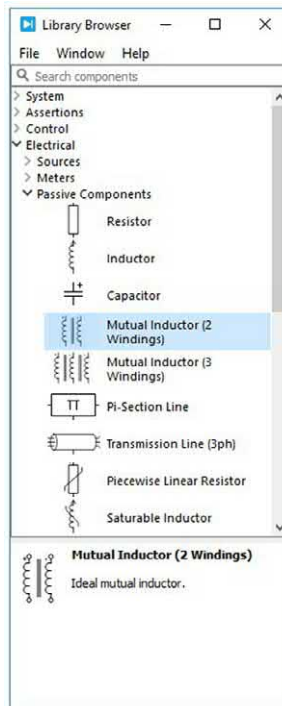 Library Browser
File Window Help
Search components
System
Assertions
Control
Electrical
Sources
Meters
Passive Components
Resistor
Inductor
Capacitor
Mutual Inductor (2
Windings)
Mutual Inductor (3
Windings)
π Pi-Section Line
Transmission Line (3ph)
Piecewise Linear Resistor
Saturable Inductor
Mutual Inductor (2 Windings)
Ideal mutual inductor.